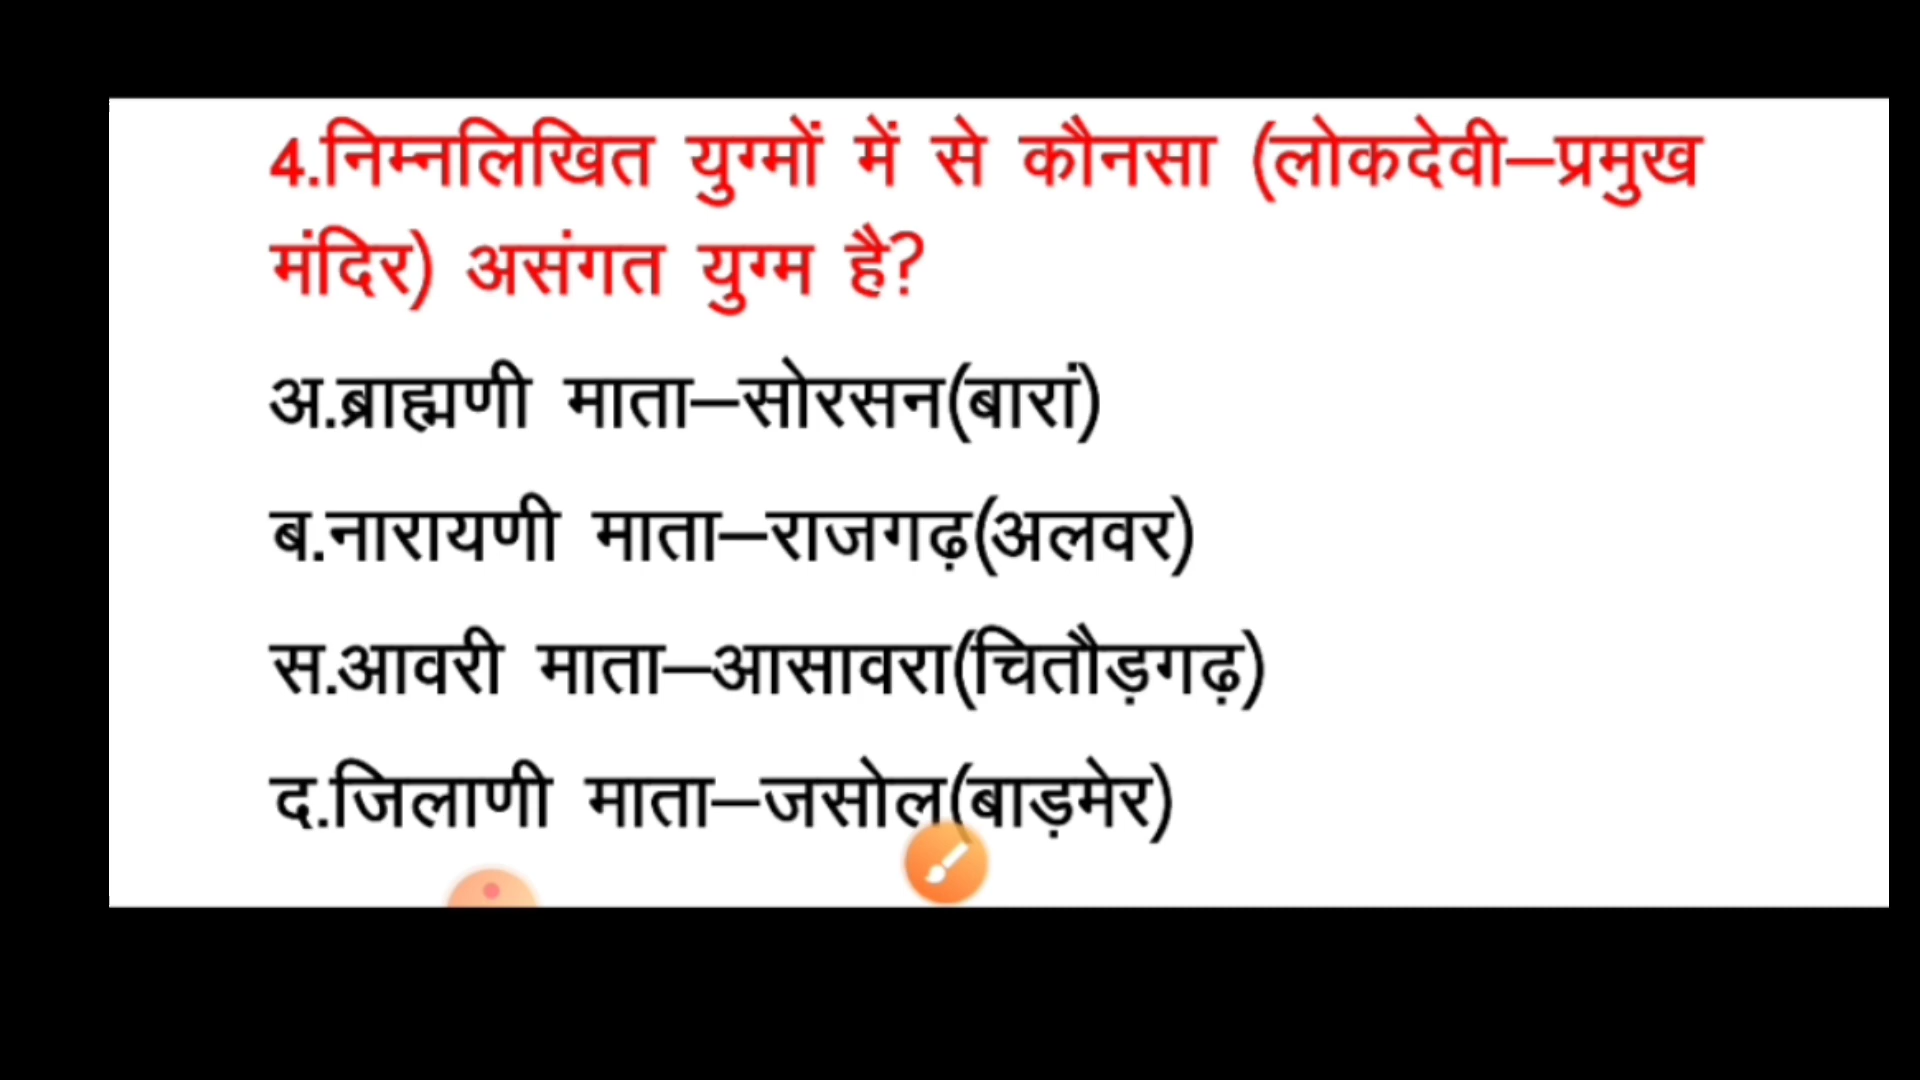 4.निम्नलिखित युग्मों में से कौनसा (लोकदेवी–प्रमुख
मंदिर) असंगत युग्म है?
अ.ब्राह्मणी माता–सोरसन(बारां)
ब.नारायणी माता–राजगढ़(अलवर)
स.आवरी माता–आसावरा(चितौड़गढ़)
द.जिलाणी माता–जसोल(बाड़मेर)